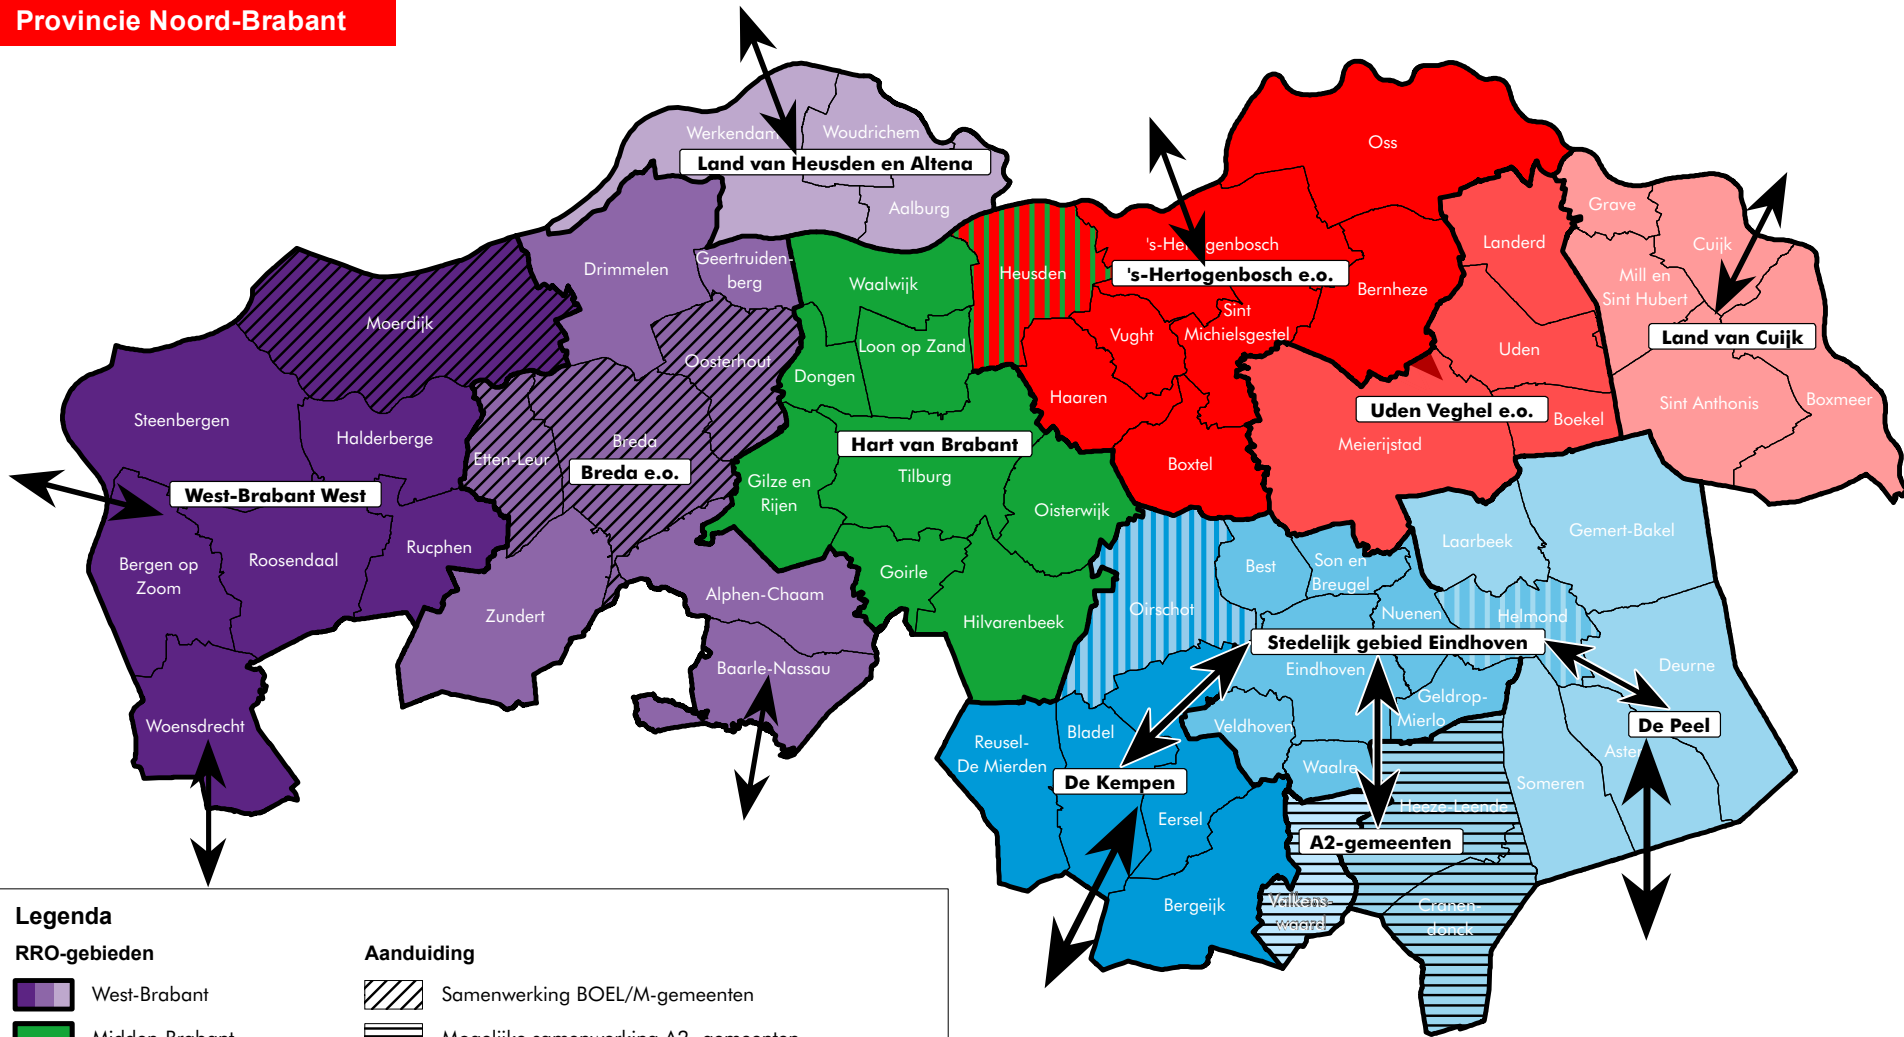 Provincie Noord-Brabant
Werkendam
Woudrichem
Land van Heusden en Altena
Aalburg
Oss
Grave
Cuijk
Mill en
Sint Hubert
Land van Cuijk
Sint Anthonis
Boxmeer
Landerd
Uden
Uden Veghel e.o.
Boekel
Meierijstad
's-Hertogenbosch
's-Hertogenbosch e.o.
Bernheze
Heusden
Vught
Sint
Michielsgestel
Haaren
Boxtel
Drimmelen
Geertruiden-
berg
Moerdijk
Oosterhout
Steenbergen
Halderberge
Etten-Leur
Breda
Breda e.o.
West-Brabant West
Bergen op
Zoom
Roosendaal
Rucphen
Zundert
Woensdrecht
Alphen-Chaam
Baarle-Nassau
Waalwijk
Loon op Zand
Dongen
Hart van Brabant
Tilburg
Gilze en
Rijen
Oisterwijk
Goirle
Hilvarenbeek
Oirschot
Best
Son en
Breugel
Nuenen
Laarbeek
Gemert-Bakel
Helmond
Stedelijk gebied Eindhoven
Eindhoven
Deurne
Geldrop-
Mierlo
De Peel
Asten
Someren
Veldhoven
Waalre
Reusel-
De Mierden
Bladel
De Kempen
Eersel
Bergeijk
Heeze-Leende
A2-gemeenten
Valkens-
waard
Cranen-
donck
Legenda
RRO-gebieden
Aanduiding
West-Brabant
Samenwerking BOEL/M-gemeenten
Midden-Brabant
Mogelijke samenwerking A2- gemeenten